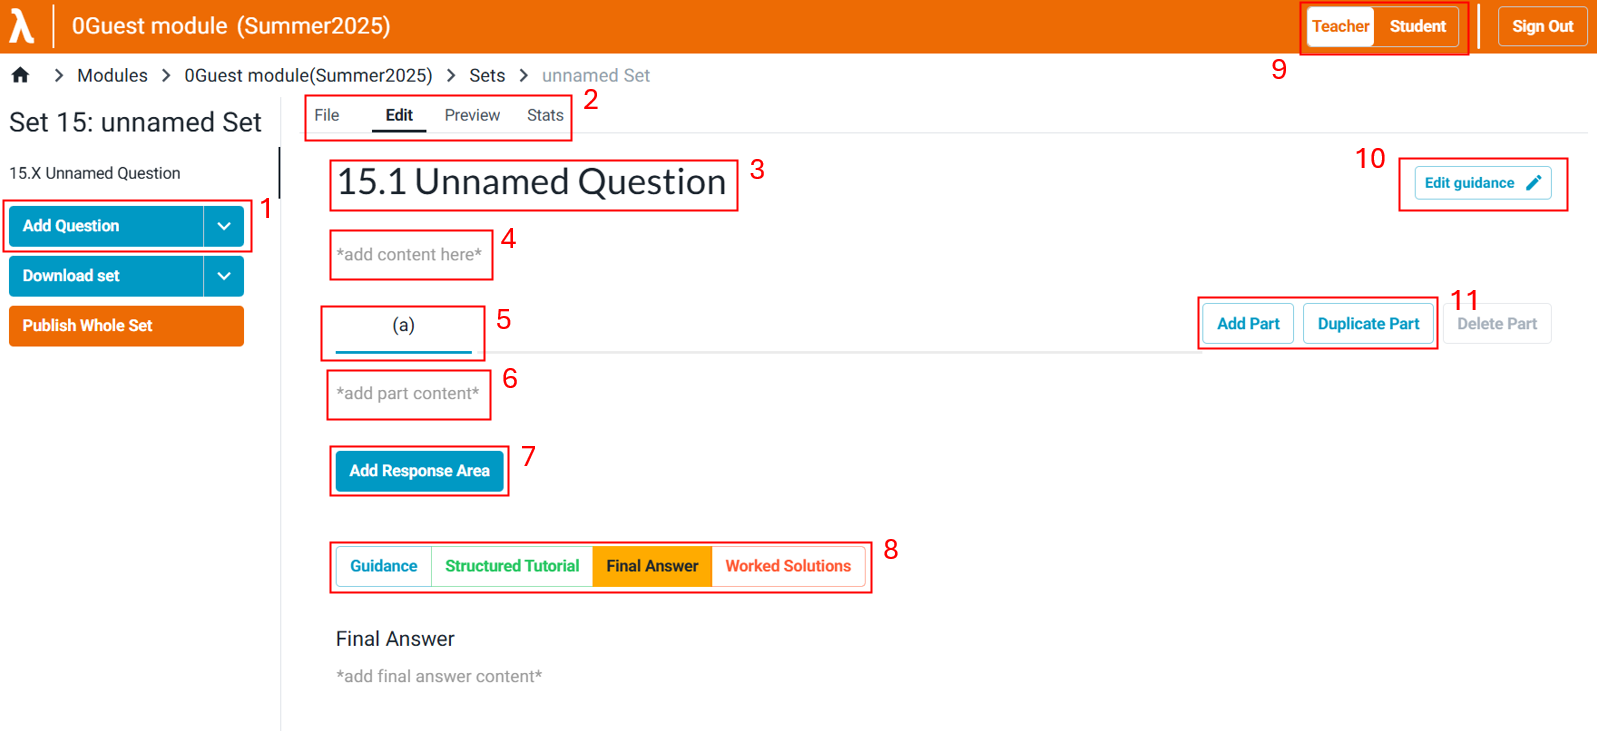 λ 0Guest module (Summer2025) Teacher Student Sign Out
9
Modules > 0Guest module(Summer2025) > Sets > unnamed Set
Set 15: unnamed Set
15.X Unnamed Question
1
Add Question
Download set
Publish Whole Set
File Edit Preview Stats
2
15.1 Unnamed Question
3
10
Edit guidance
*add content here*
4
(a)
5
11
Add Part Duplicate Part Delete Part
*add part content*
6
Add Response Area
7
Guidance Structured Tutorial Final Answer Worked Solutions
8
Final Answer
*add final answer content*